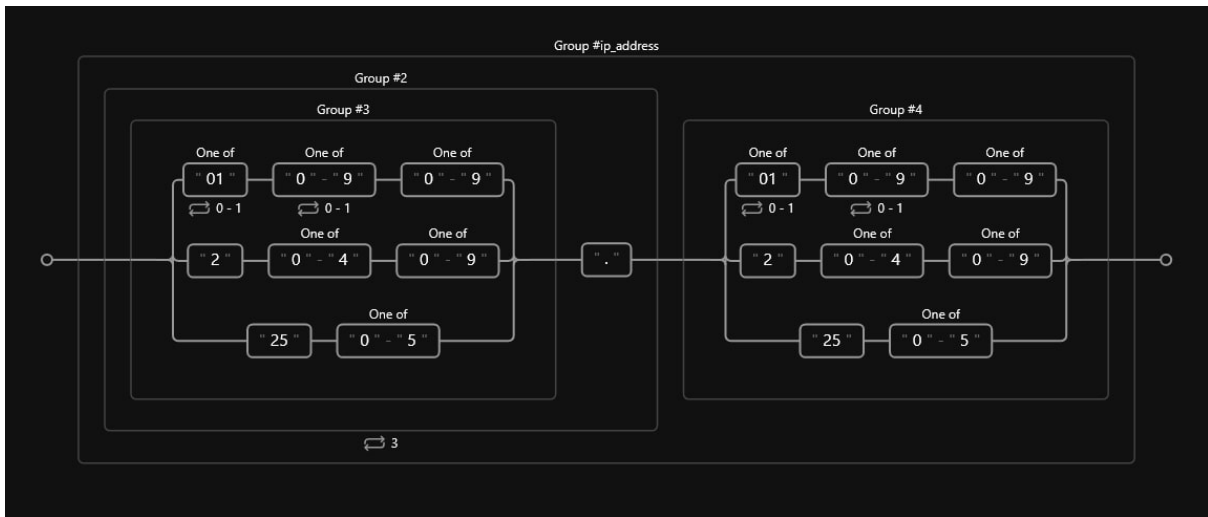 Group #ip_address
Group #2
Group #3
Group #4
One of One of One of One of One of One of
" 01 " " 0 " - " 9 " " 0 " - " 9 " " 01 " " 0 " - " 9 " " 0 " - " 9 "
0 - 1 0 - 1 0 - 1 0 - 1
One of One of One of One of
" 2 " " 0 " - " 4 " " 0 " - " 9 " " . " " 2 " " 0 " - " 4 " " 0 " - " 9 "
One of One of
" 25 " " 0 " - " 5 " " 25 " " 0 " - " 5 "
3